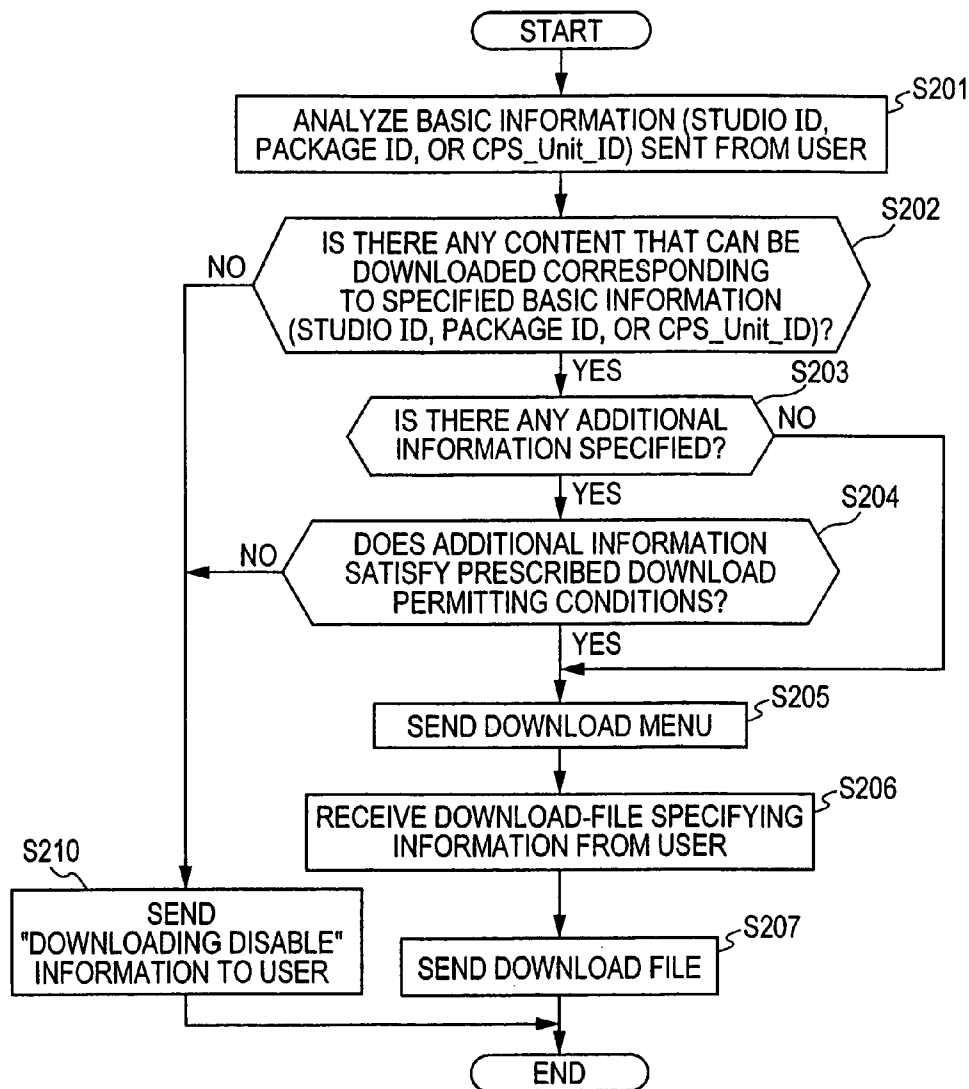 START
S201
ANALYZE BASIC INFORMATION (STUDIO ID,
PACKAGE ID, OR CPS_Unit_ID) SENT FROM USER
S202
IS THERE ANY CONTENT THAT CAN BE
DOWNLOADED CORRESPONDING
TO SPECIFIED BASIC INFORMATION
(STUDIO ID, PACKAGE ID, OR CPS_Unit_ID)?
NO
YES
S203
IS THERE ANY ADDITIONAL
INFORMATION SPECIFIED?
NO
YES
S204
DOES ADDITIONAL INFORMATION
SATISFY PRESCRIBED DOWNLOAD
PERMITTING CONDITIONS?
NO
YES
S205
SEND DOWNLOAD MENU
S206
RECEIVE DOWNLOAD-FILE SPECIFYING
INFORMATION FROM USER
S210
SEND
"DOWNLOADING DISABLE"
INFORMATION TO USER
S207
SEND DOWNLOAD FILE
END